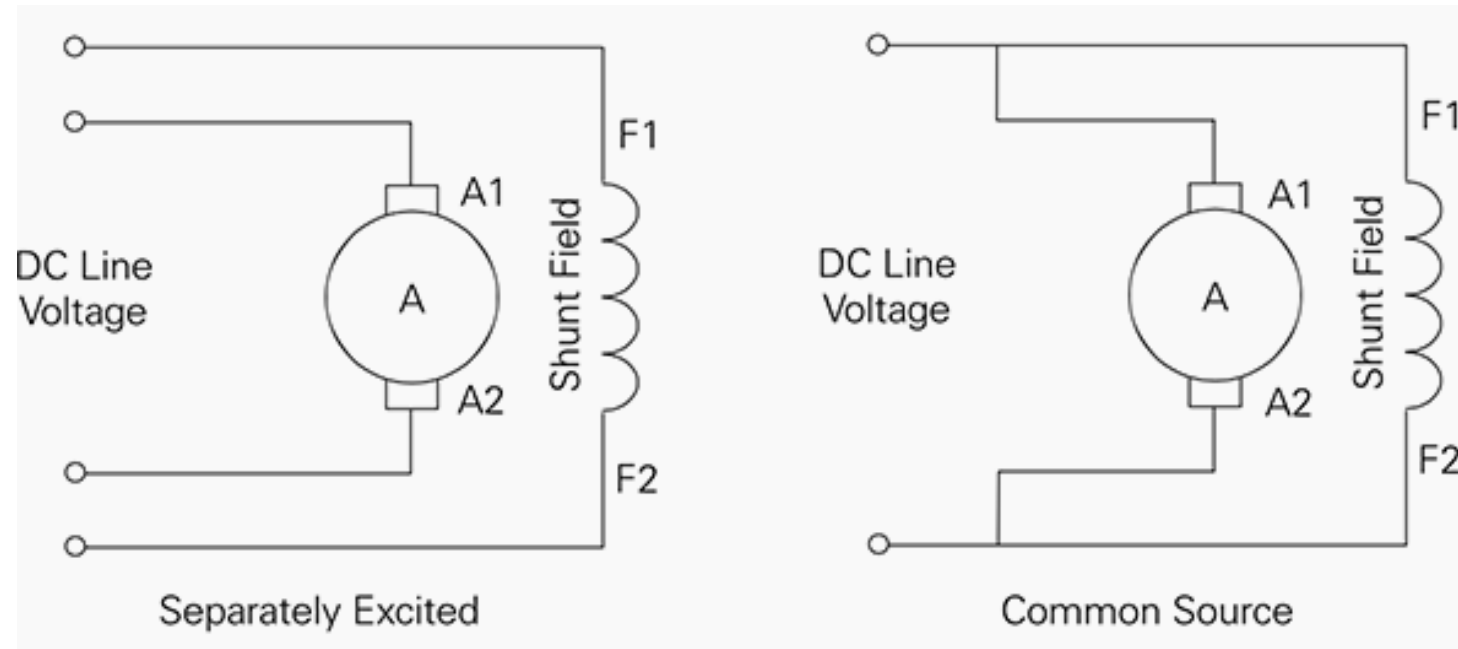 F1
A1
Shunt Field
DC Line
Voltage
A
A2
F2
Separately Excited
F1
A1
Shunt Field
DC Line
Voltage
A
A2
F2
Common Source